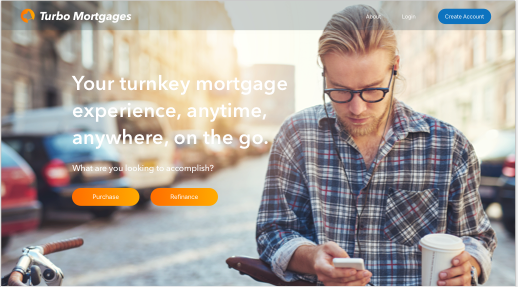 Turbo Mortgages
About
Login
Create Account
Your turnkey mortgage
experience, anytime,
anywhere, on the go.
What are you looking to accomplish?
Purchase
Refinance